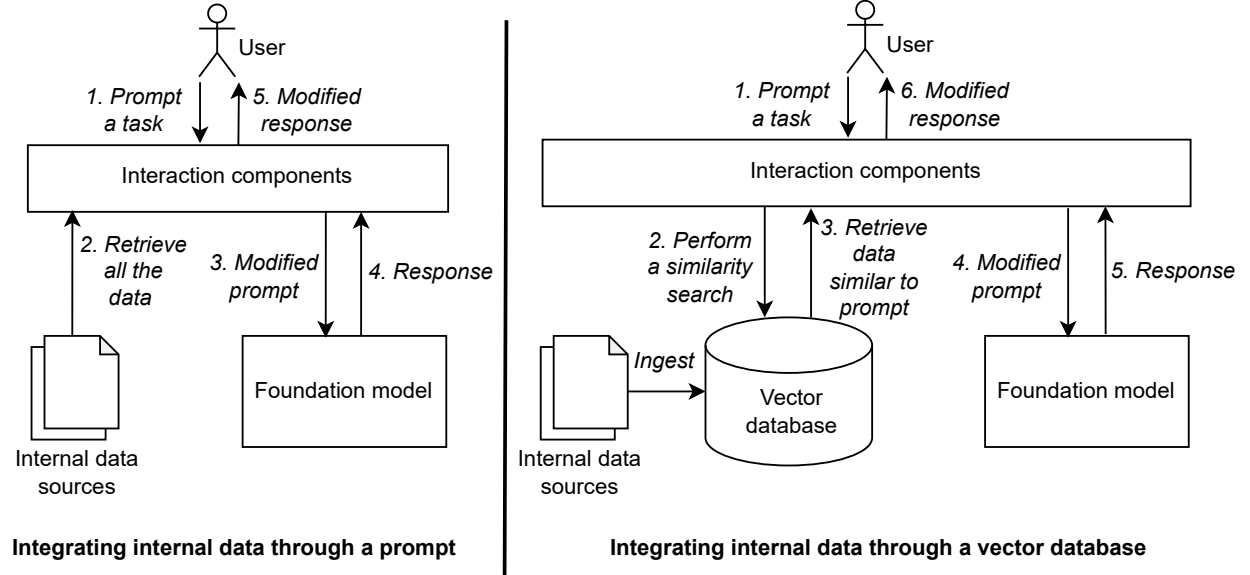 User
1. Prompt
a task
5. Modified
response
Interaction components
2. Retrieve
all the
data
3. Modified
prompt
4. Response
Foundation model
Internal data
sources
Integrating internal data through a prompt
User
1. Prompt
a task
6. Modified
response
Interaction components
2. Perform
a similarity
search
3. Retrieve
data
similar to
prompt
4. Modified
prompt
5. Response
Ingest
Vector
database
Foundation model
Internal data
sources
Integrating internal data through a vector database